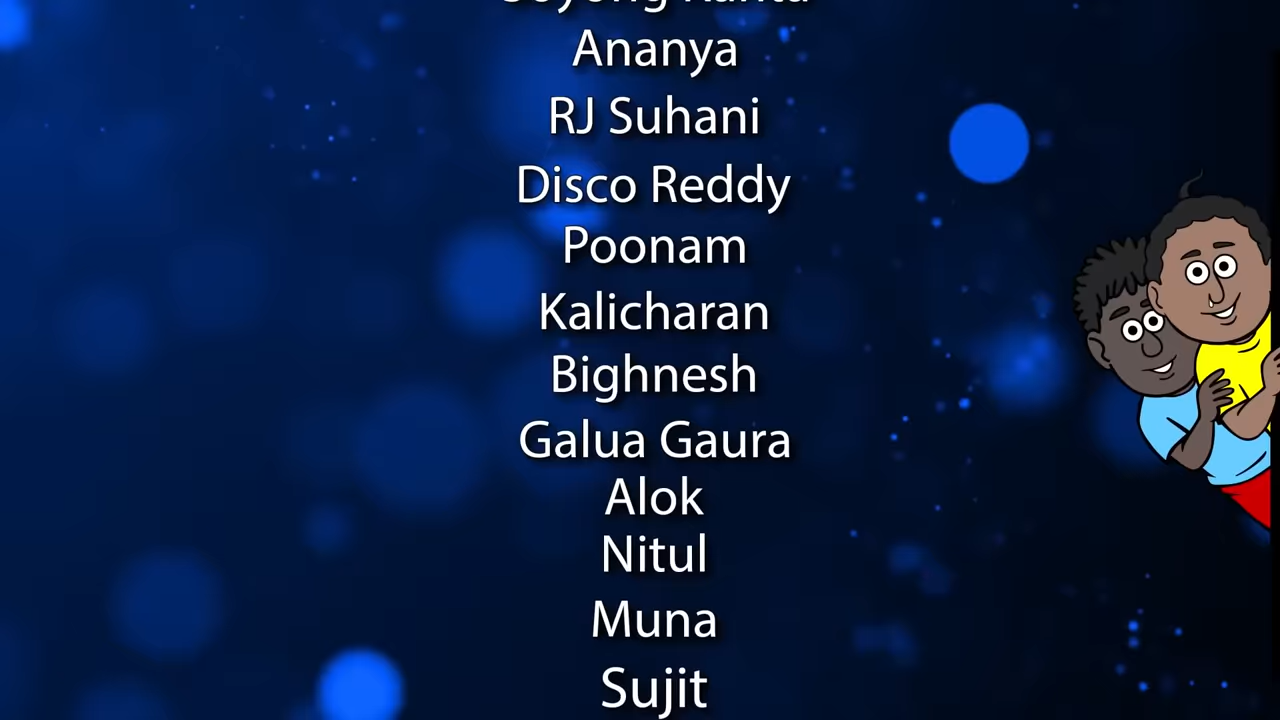 Ananya
RJ Suhani
Disco Reddy
Poonam
Kalicharan
Bighnesh
Galua Gaura
Alok
Nitul
Muna
Sujit